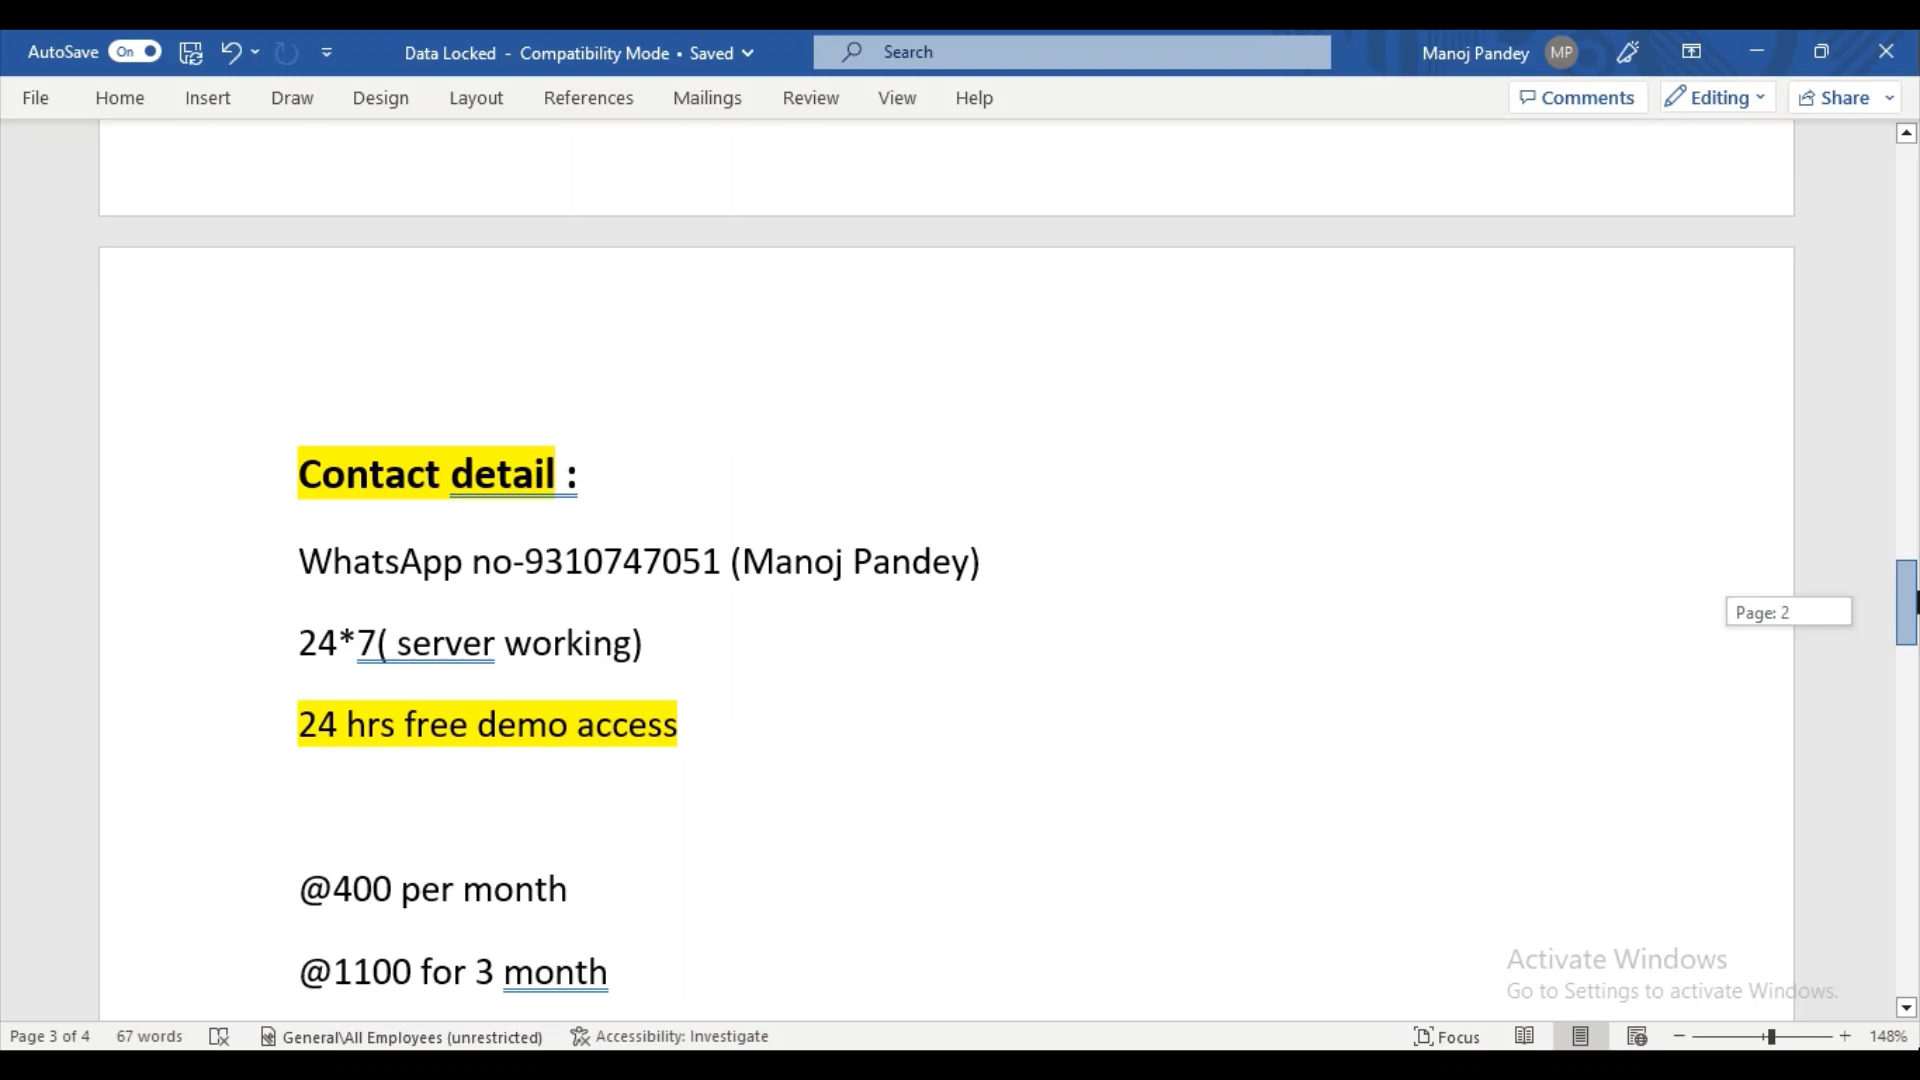 AutoSave On Data Locked - Compatibility Mode • Saved Search Manoj Pandey MP
File Home Insert Draw Design Layout References Mailings Review View Help Comments Editing Share
Contact detail :
WhatsApp no-9310747051 (Manoj Pandey)
Page: 2
24*7( server working)
24 hrs free demo access
@400 per month
@1100 for 3 month
Activate Windows
Go to Settings to activate Windows.
Page 3 of 4 67 words General\All Employees (unrestricted) Accessibility: Investigate Focus 148%